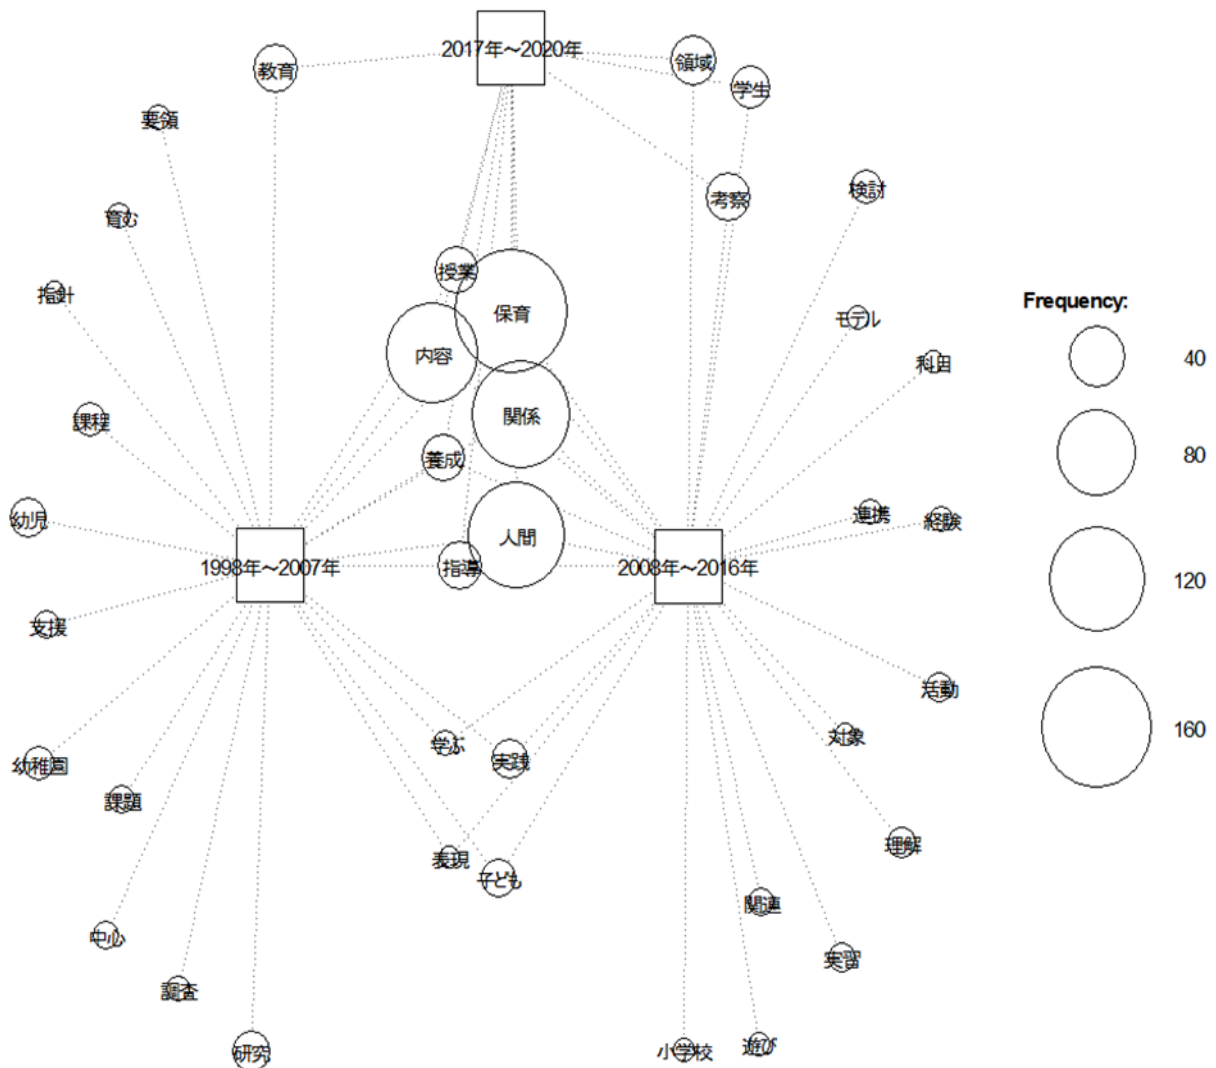 2017年～2020年
教育
領域
学生
要領
考察
検討
育む
授業
指針
保育
モデル
内容
科目
課程
関係
養成
幼児
連携
経験
人間
1998年～2007年
指導
2008年～2016年
支援
活動
学ぶ
対象
実践
幼稚園
課題
理解
表現
子ども
関連
中心
実習
調査
研究
小学校
遊び
Frequency:
40
80
120
160